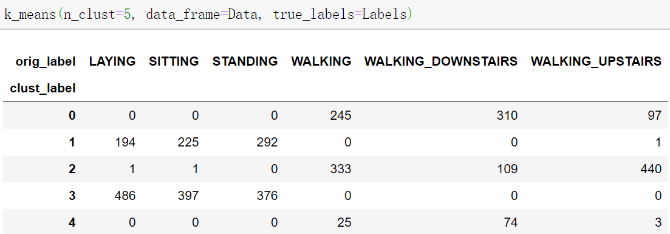 k_means(n_clust=5, data_frame=Data, true_labels=Labels)
orig_label LAYING SITTING STANDING WALKING WALKING_DOWNSTAIRS WALKING_UPSTAIRS
clust_label
0 0 0 0 245 310 97
1 194 225 292 0 0 1
2 1 1 0 333 109 440
3 486 397 376 0 0 0
4 0 0 0 25 74 3